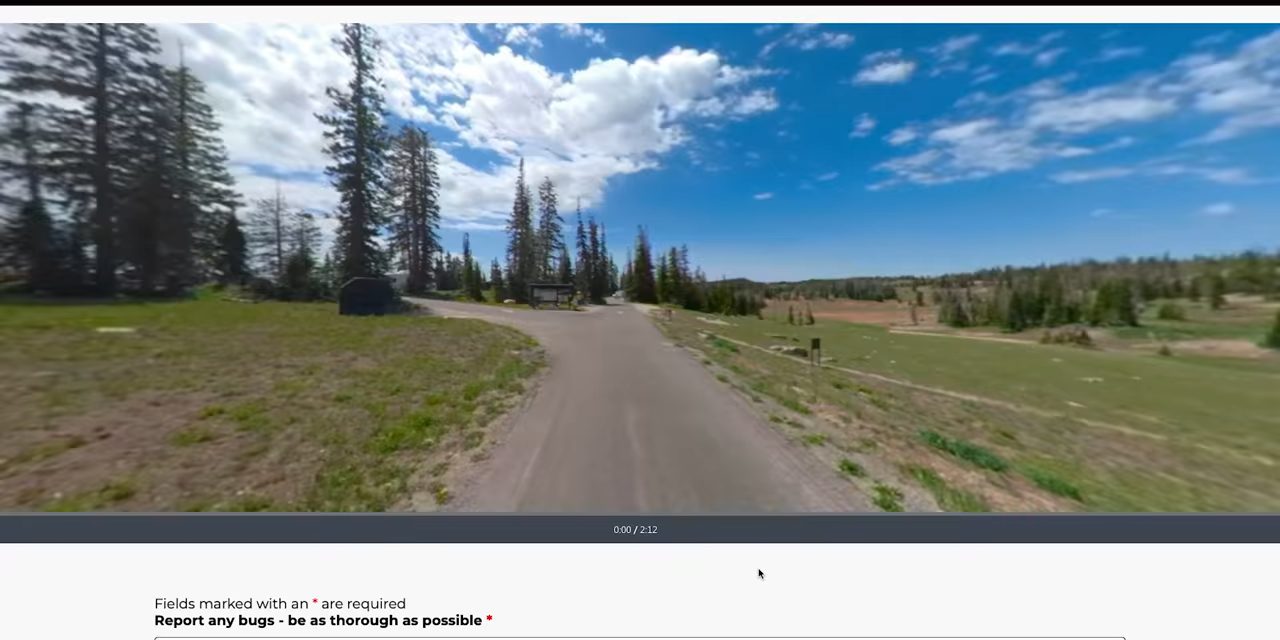 0:00 / 2:12
Fields marked with an * are required
Report any bugs - be as thorough as possible *